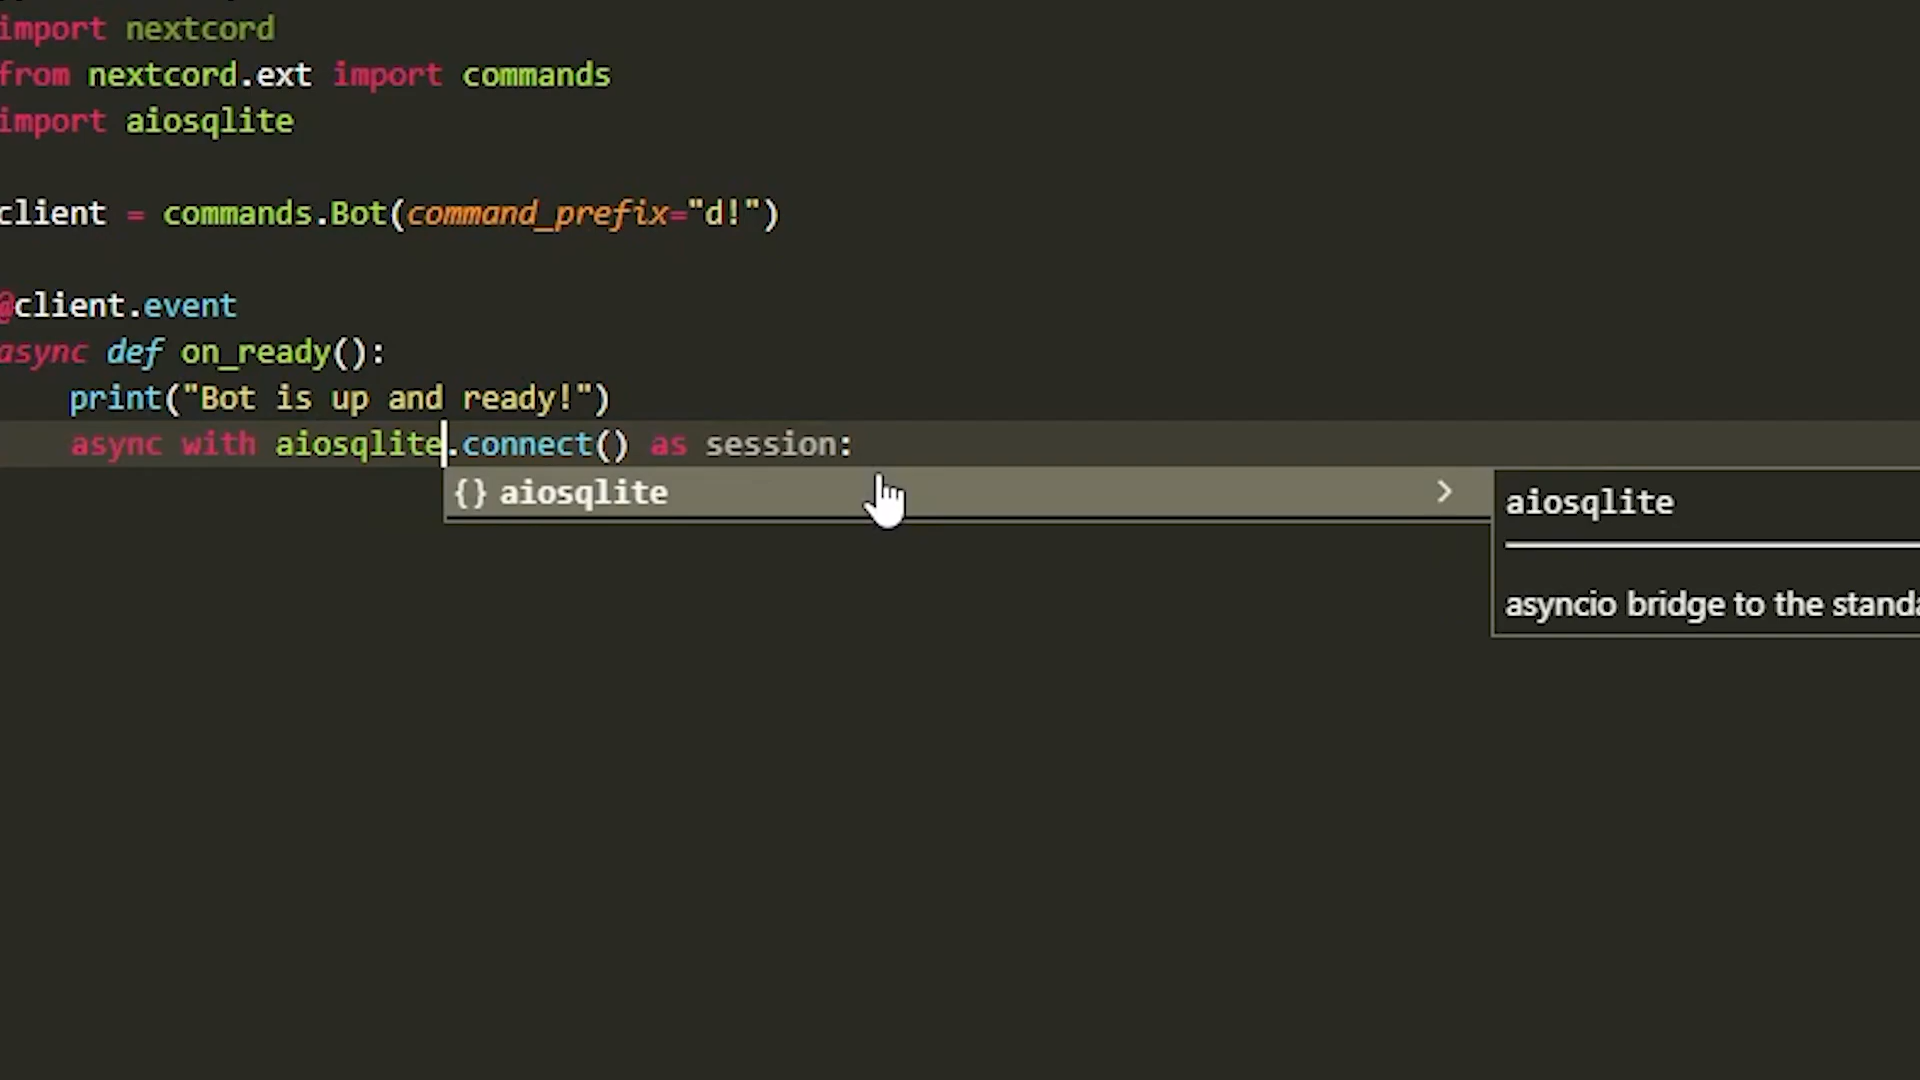 import nextcord
from nextcord.ext import commands
import aiosqlite
client = commands.Bot(command_prefix="d!")
@client.event
async def on_ready():
print("Bot is up and ready!")
async with aiosqlite.connect() as session:
{} aiosqlite >
aiosqlite
asyncio bridge to the standa